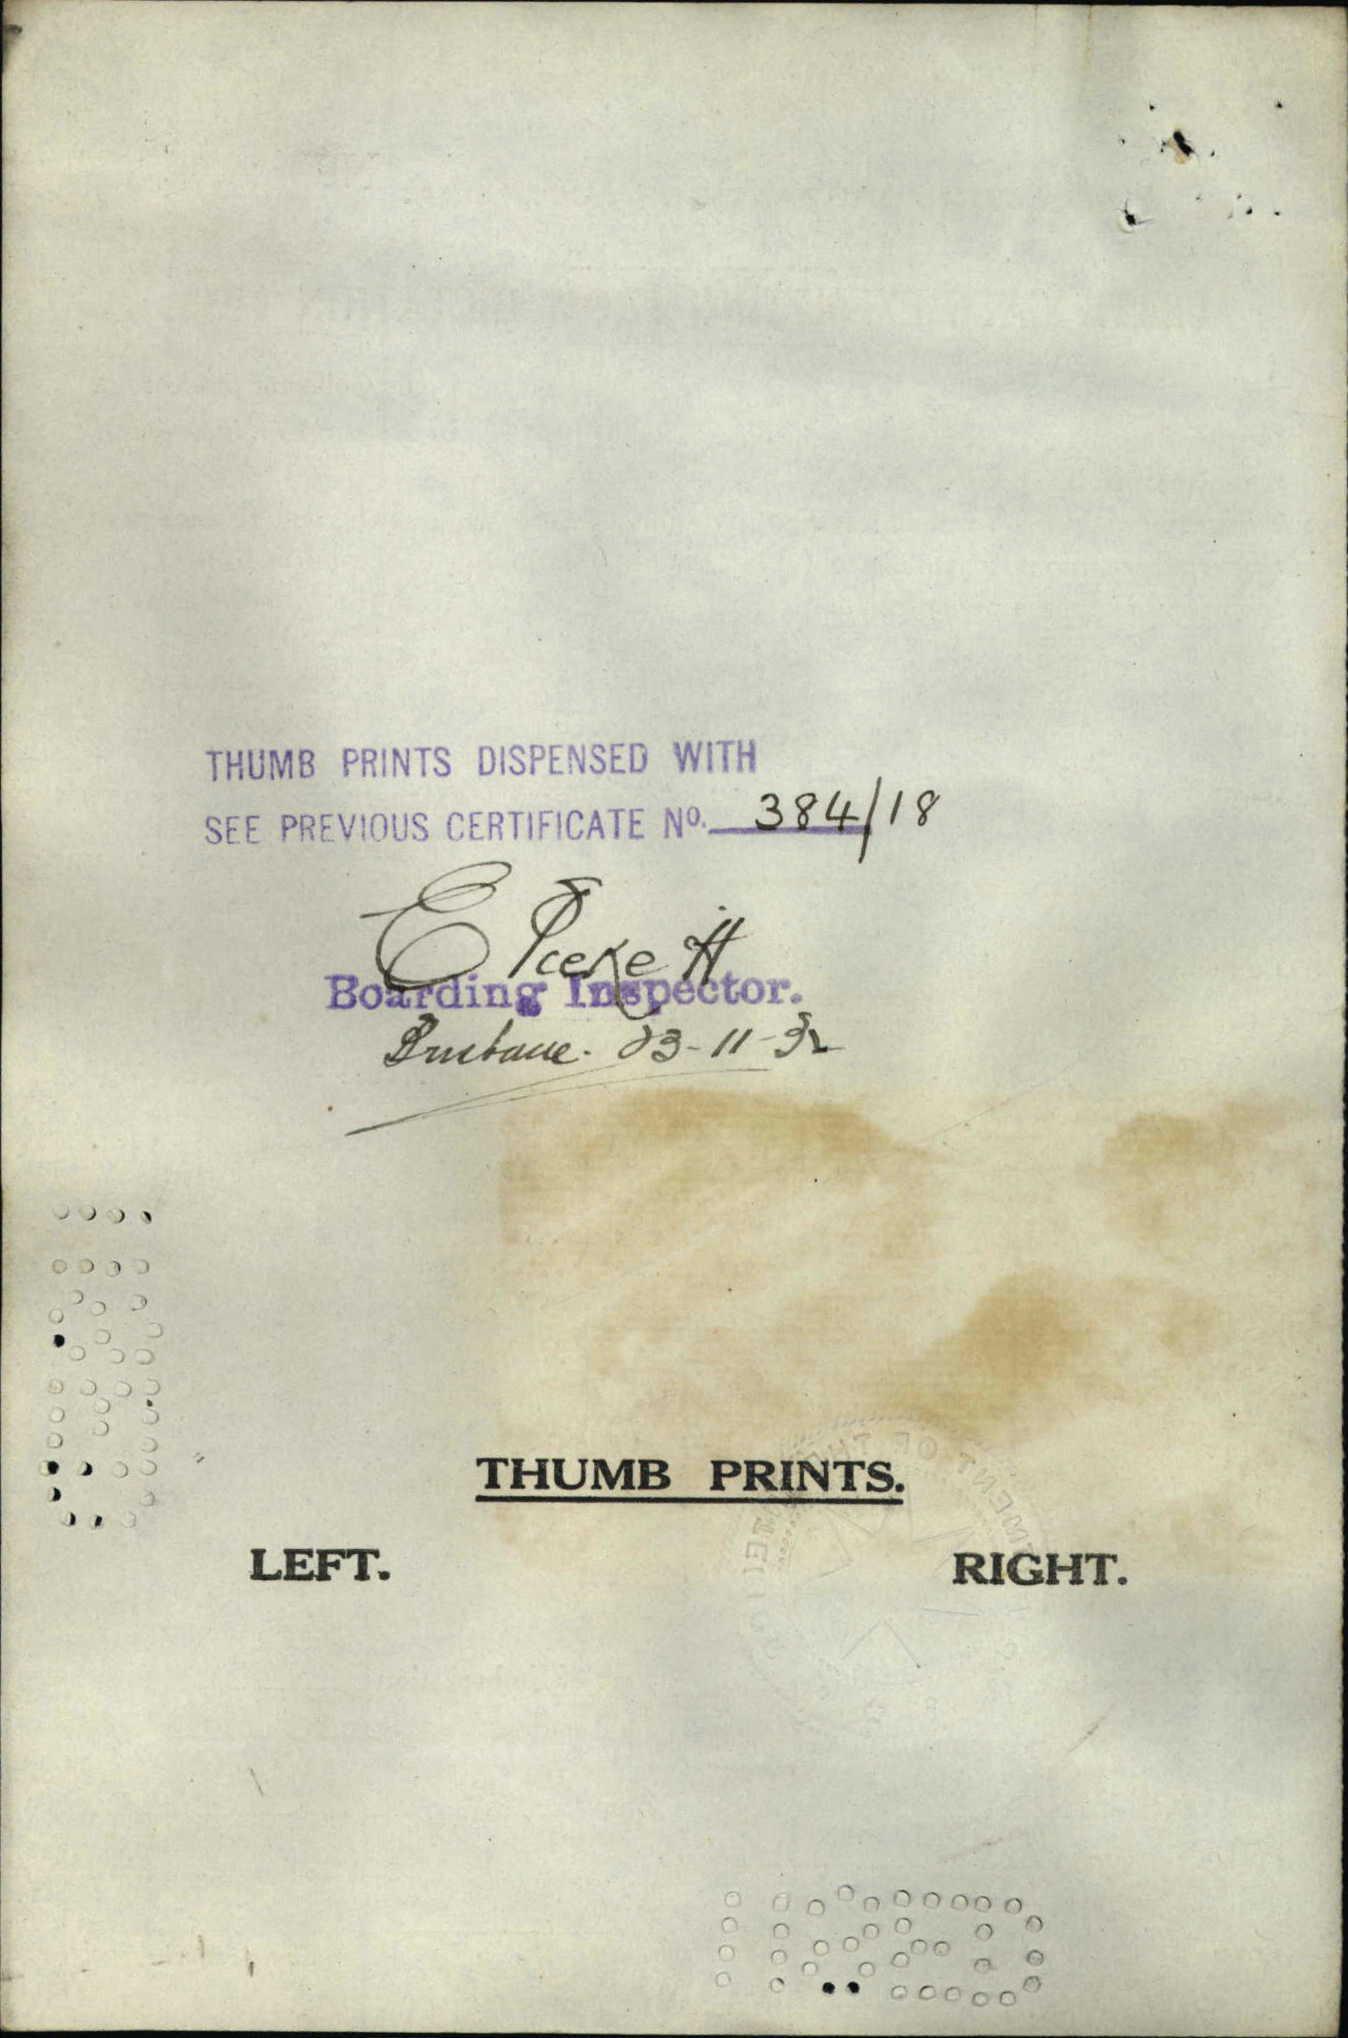 THUMB PRINTS DISPENSED WITH
SEE PREVIOUS CERTIFICATE No. 384/18
E
Boarding Inspector.
Brisbane. 23-11-32
THUMB PRINTS.
LEFT.
RIGHT.